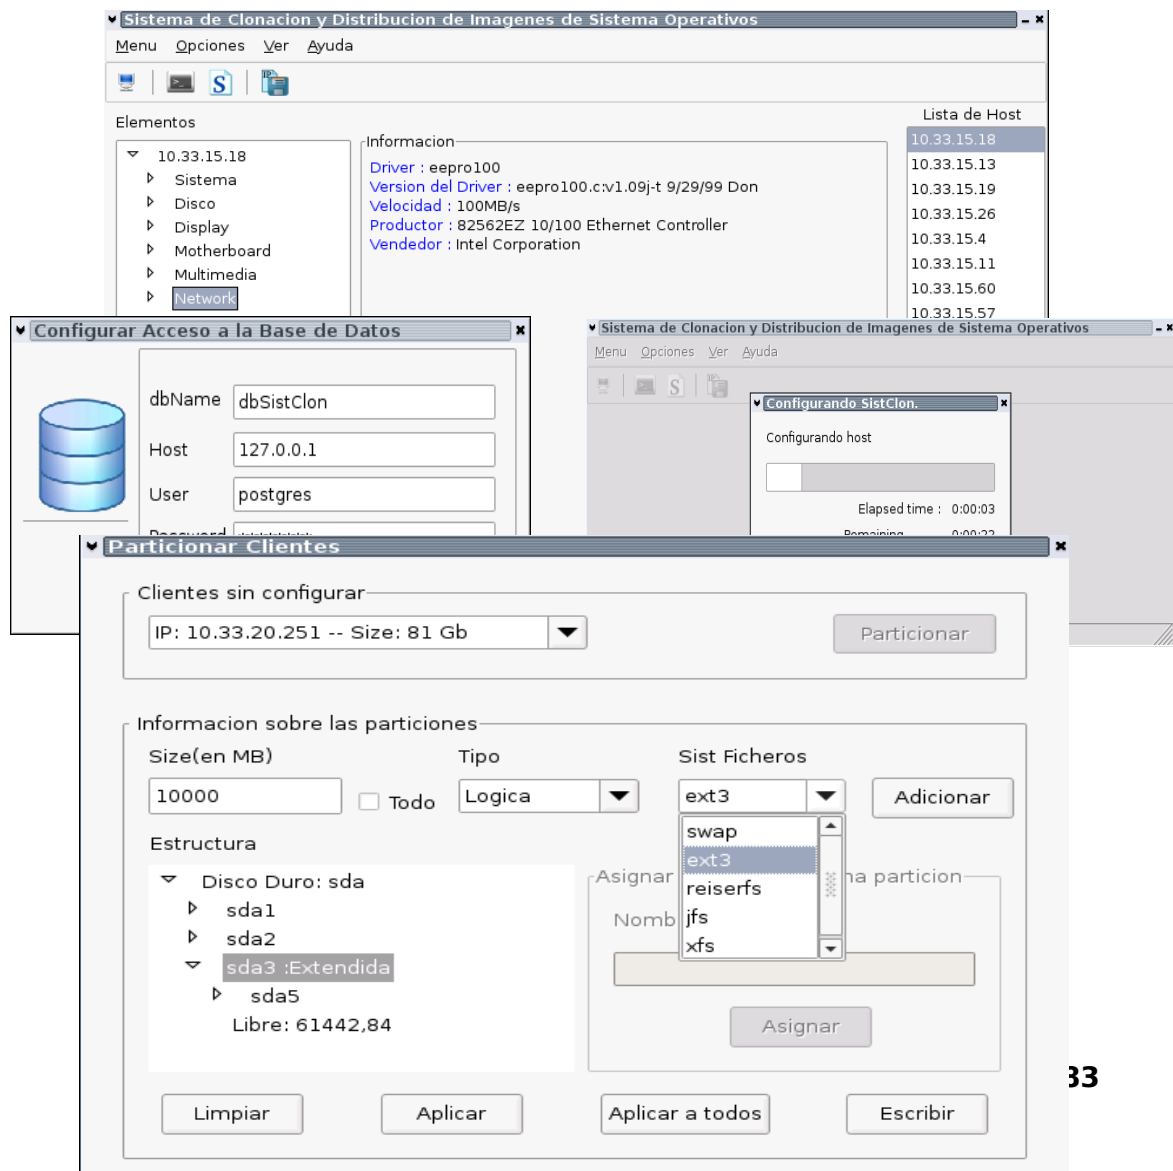 Sistema de Clonacion y Distribucion de Imagenes de Sistema Operativos
Menu Opciones Ver Ayuda
Elementos
10.33.15.18
Sistema
Disco
Display
Motherboard
Multimedia
Network
Informacion
Driver : eepro100
Version del Driver : eepro100.c:v1.09j-t 9/29/99 Don
Velocidad : 100MB/s
Productor : 82562EZ 10/100 Ethernet Controller
Vendedor : Intel Corporation
Lista de Host
10.33.15.18
10.33.15.13
10.33.15.19
10.33.15.26
10.33.15.4
10.33.15.11
10.33.15.60
10.33.15.57
Configurar Acceso a la Base de Datos
dbName dbSistClon
Host 127.0.0.1
User postgres
Password
Sistema de Clonacion y Distribucion de Imagenes de Sistema Operativos
Menu Opciones Ver Ayuda
Configurando SistClon.
Configurando host
Elapsed time : 0:00:03
Remaining 0:00:22
Particionar Clientes
Clientes sin configurar
IP: 10.33.20.251 -- Size: 81 Gb
Particionar
Informacion sobre las particiones
Size(en MB) Tipo Sist Ficheros
10000 Todo Logica ext3 Adicionar
swap
ext3
reiserfs
jfs
xfs
Estructura
Disco Duro: sda
sda1
sda2
sda3 :Extendida
sda5
Libre: 61442,84
Asignar particion
Asignar
Limpiar Aplicar Aplicar a todos Escribir
33